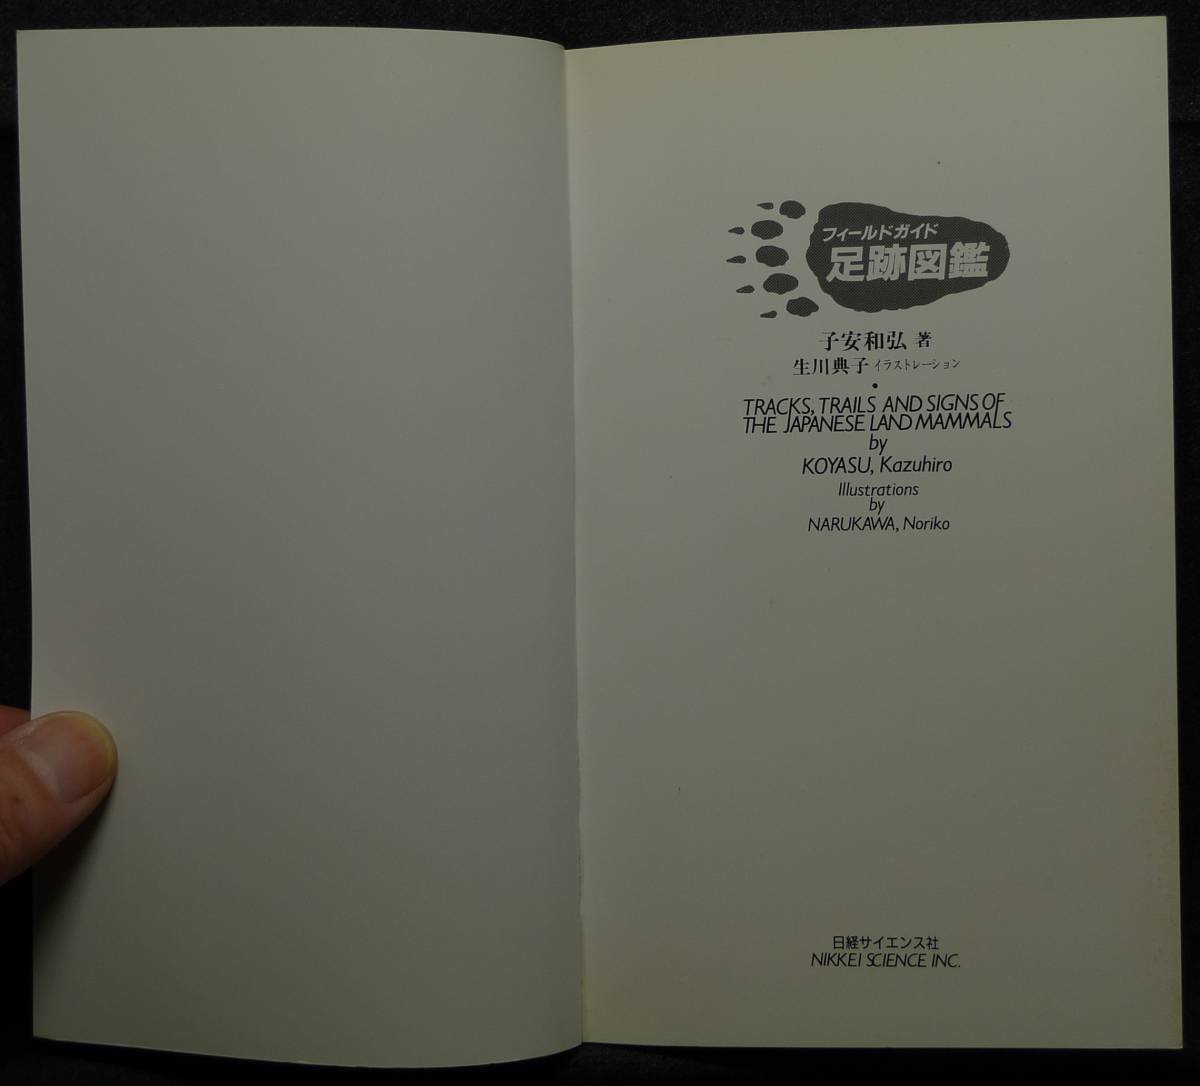 フィールドガイド
足跡図鑑
子安和弘 著
生川典子 イラストレーション
•
TRACKS, TRAILS AND SIGNS OF
THE JAPANESE LAND MAMMALS
by
KOYASU, Kazuhiro
Illustrations
by
NARUKAWA, Noriko
日経サイエンス社
NIKKEI SCIENCE INC.